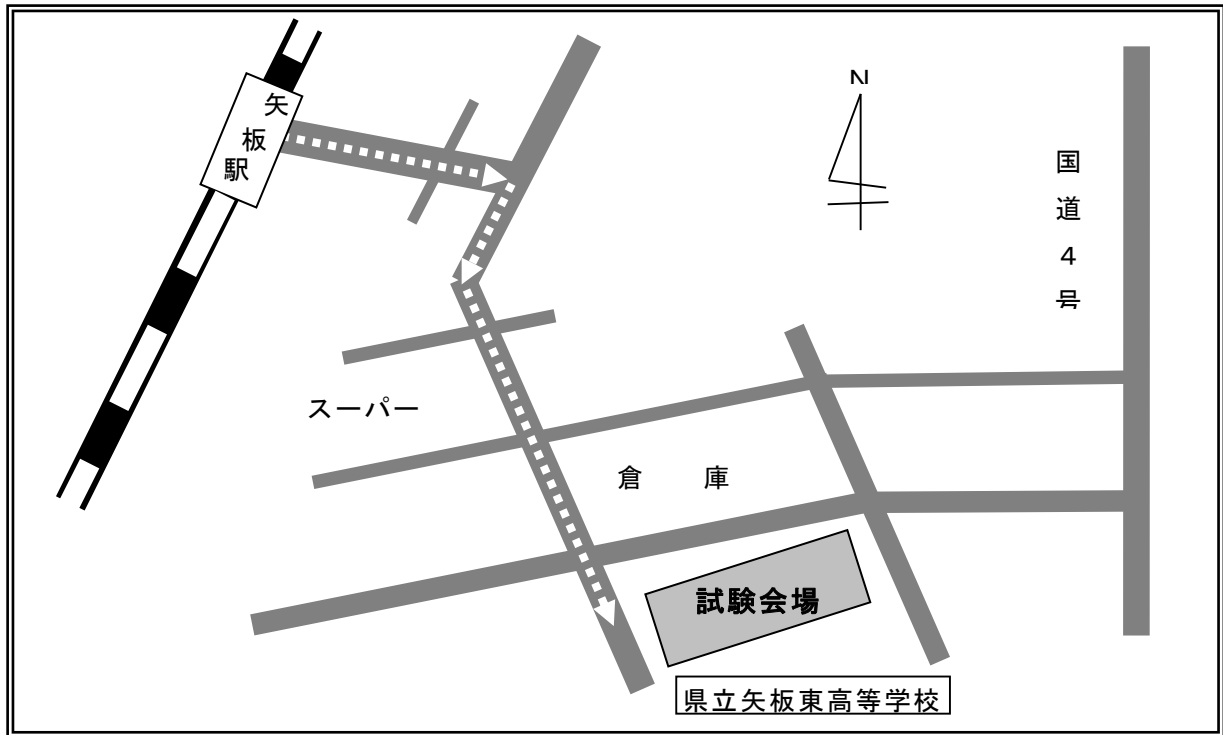 矢板駅
N
国道４号
スーパー
倉　　庫
試験会場
県立矢板東高等学校